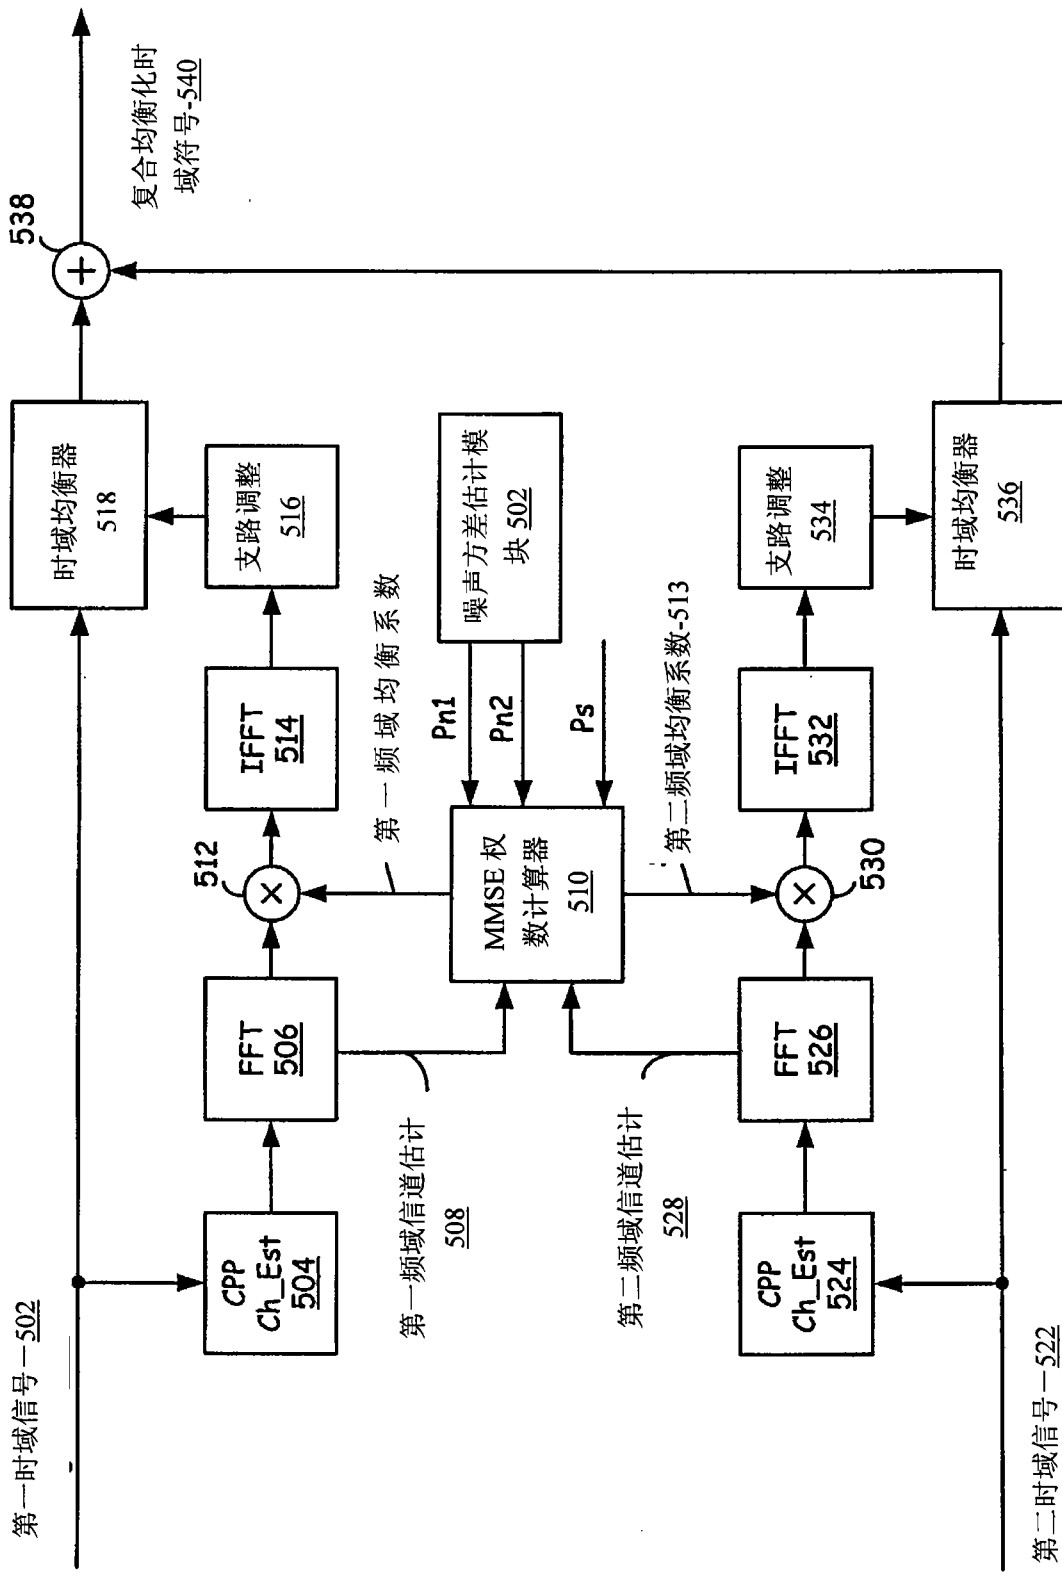 第一时域信号－502
CPP
Ch_Est
504
FFT
506
512
IFFT
514
支路调整
516
时域均衡器
518
538
复合均衡化时
域符号-540
第一频域信道估计
508
第一频域均衡系数
MMSE 权
数计算器
510
Pn1
Pn2
Ps
噪声方差估计模
块 502
第二频域信道估计
528
第二频域均衡系数-513
CPP
Ch_Est
524
FFT
526
530
IFFT
532
支路调整
534
时域均衡器
536
第二时域信号－522